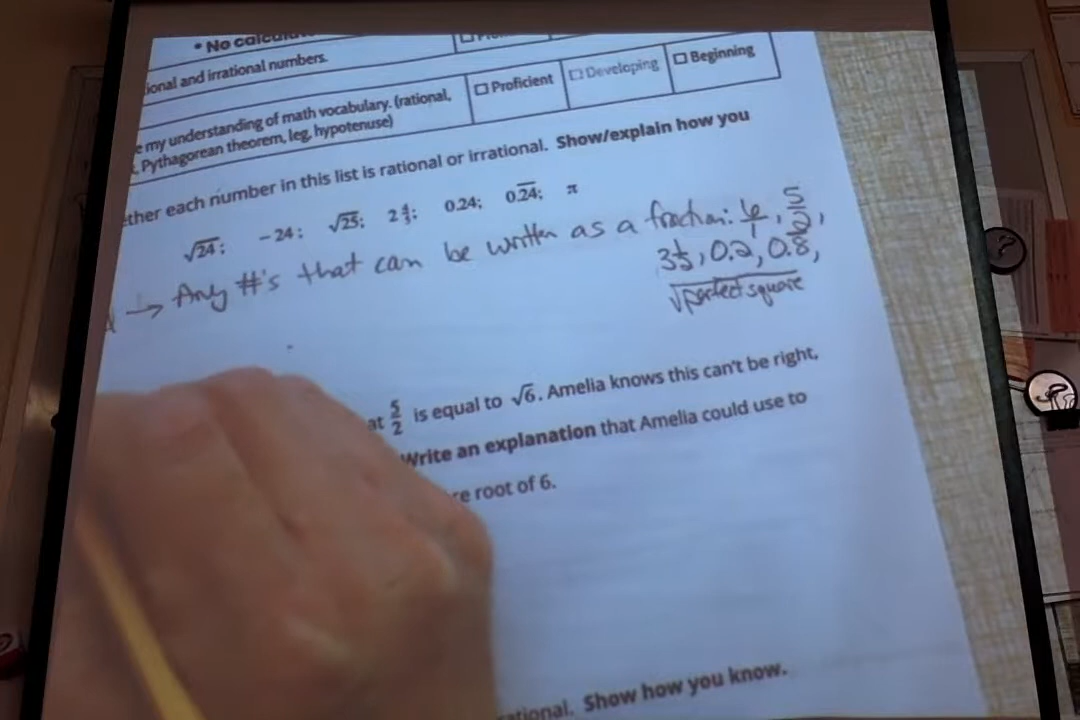 • No calcul
ional and irrational numbers.
e my understanding of math vocabulary. (rational,
Pythagorean theorem, leg, hypotenuse)
□ Proficient □ Developing □ Beginning
ther each number in this list is rational or irrational. Show/explain how you
√24; -24; √25; 2 4/3; 0.24; 0.2̅4̅; π
→ Any #'s that can be written as a fraction: 6/1, 5/2,
3⅓, 0.2, 0.8,
√perfect square
at 5/2 is equal to √6. Amelia knows this can't be right.
Write an explanation that Amelia could use to
re root of 6.
ational. Show how you know.